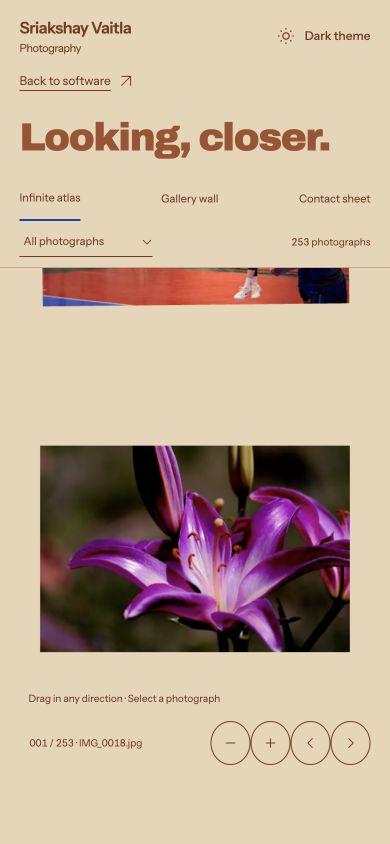 Sriakshay Vaitla
Dark theme
Photography
Back to software
Looking, closer.
Infinite atlas
Gallery wall
Contact sheet
All photographs
253 photographs
Drag in any direction · Select a photograph
001 / 253 · IMG_0018.jpg